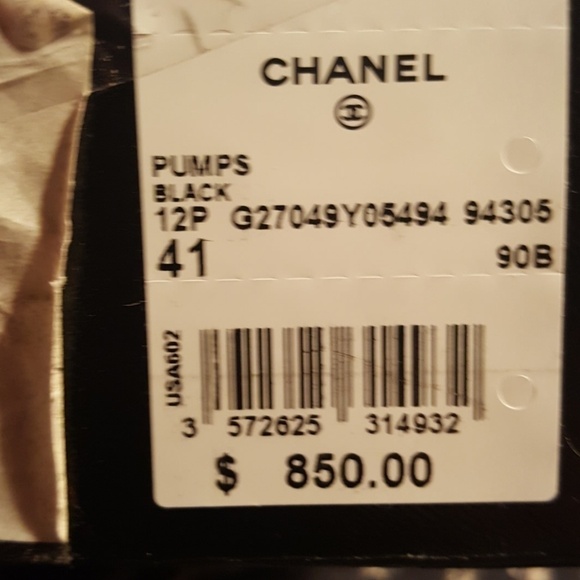 CHANEL
PUMPS
BLACK
12P G27049Y05494 94305
41 90B
USA602
3 572625 314932
$ 850.00